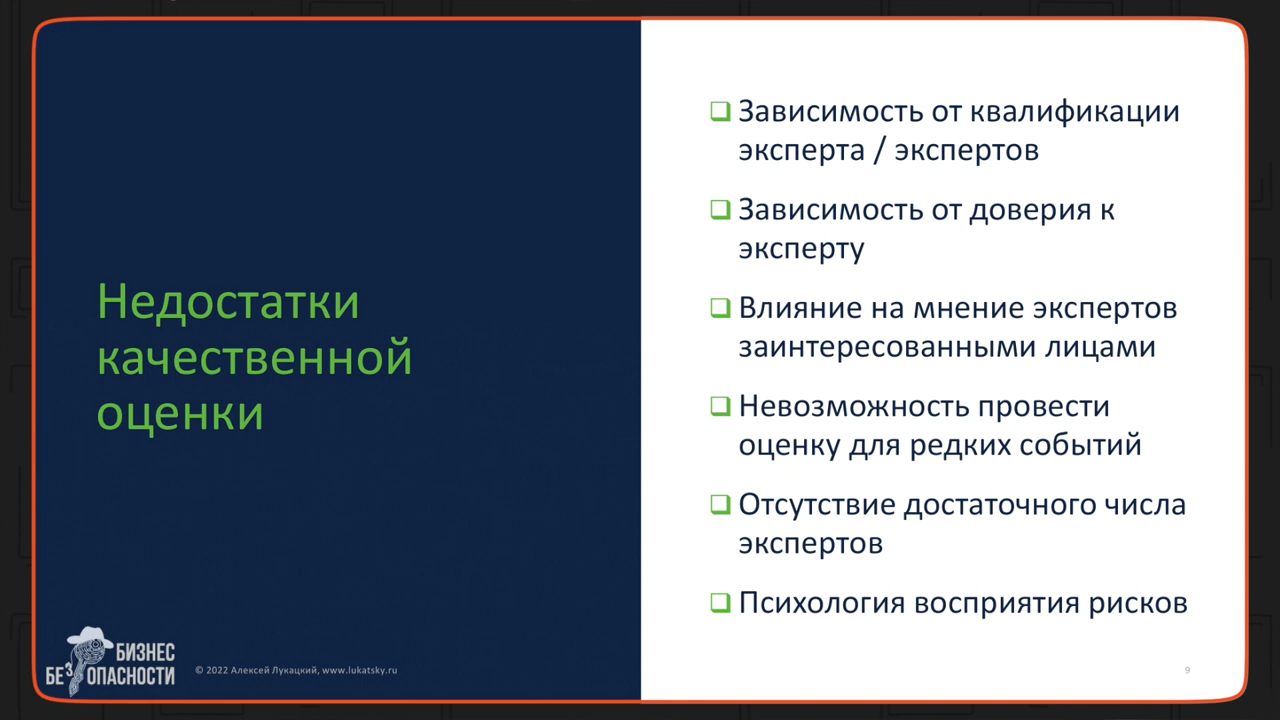 Недостатки
качественной
оценки
Зависимость от квалификации
эксперта / экспертов
Зависимость от доверия к
эксперту
Влияние на мнение экспертов
заинтересованными лицами
Невозможность провести
оценку для редких событий
Отсутствие достаточного числа
экспертов
Психология восприятия рисков
БИЗНЕС
БЕЗОПАСНОСТИ
© 2022 Алексей Лукацкий, www.lukatsky.ru
9